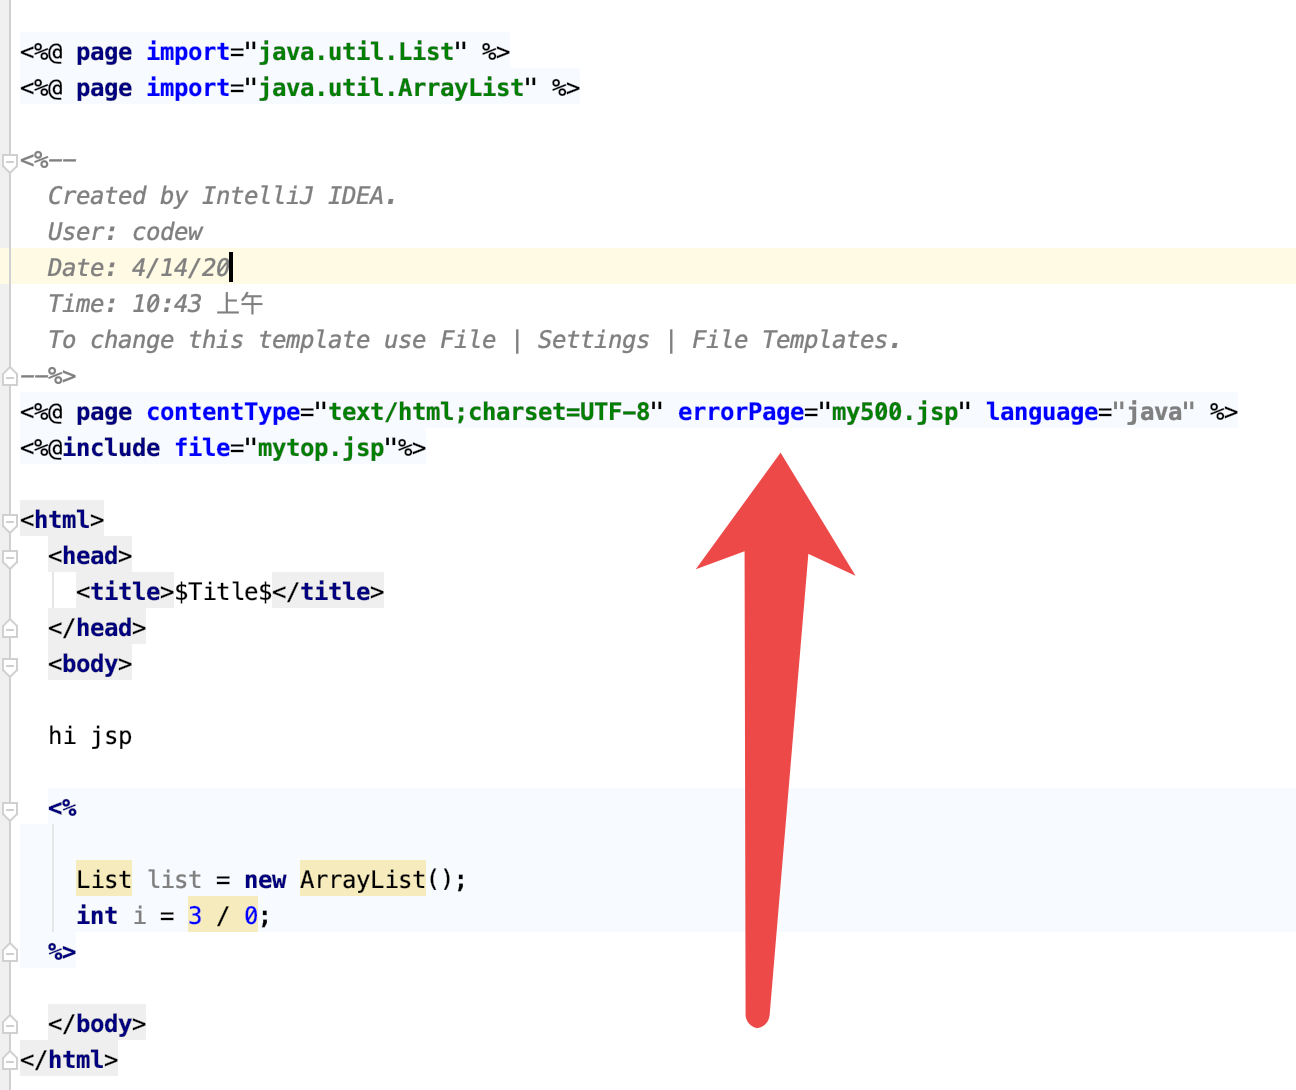 <%@ page import="java.util.List" %>
<%@ page import="java.util.ArrayList" %>
<%--
Created by IntelliJ IDEA.
User: codew
Date: 4/14/20
Time: 10:43 上午
To change this template use File | Settings | File Templates.
--%>
<%@ page contentType="text/html;charset=UTF-8" errorPage="my500.jsp" language="java" %>
<%@include file="mytop.jsp"%>
<html>
<head>
<title>$Title$</title>
</head>
<body>
hi jsp
<%
List list = new ArrayList();
int i = 3 / 0;
%>
</body>
</html>